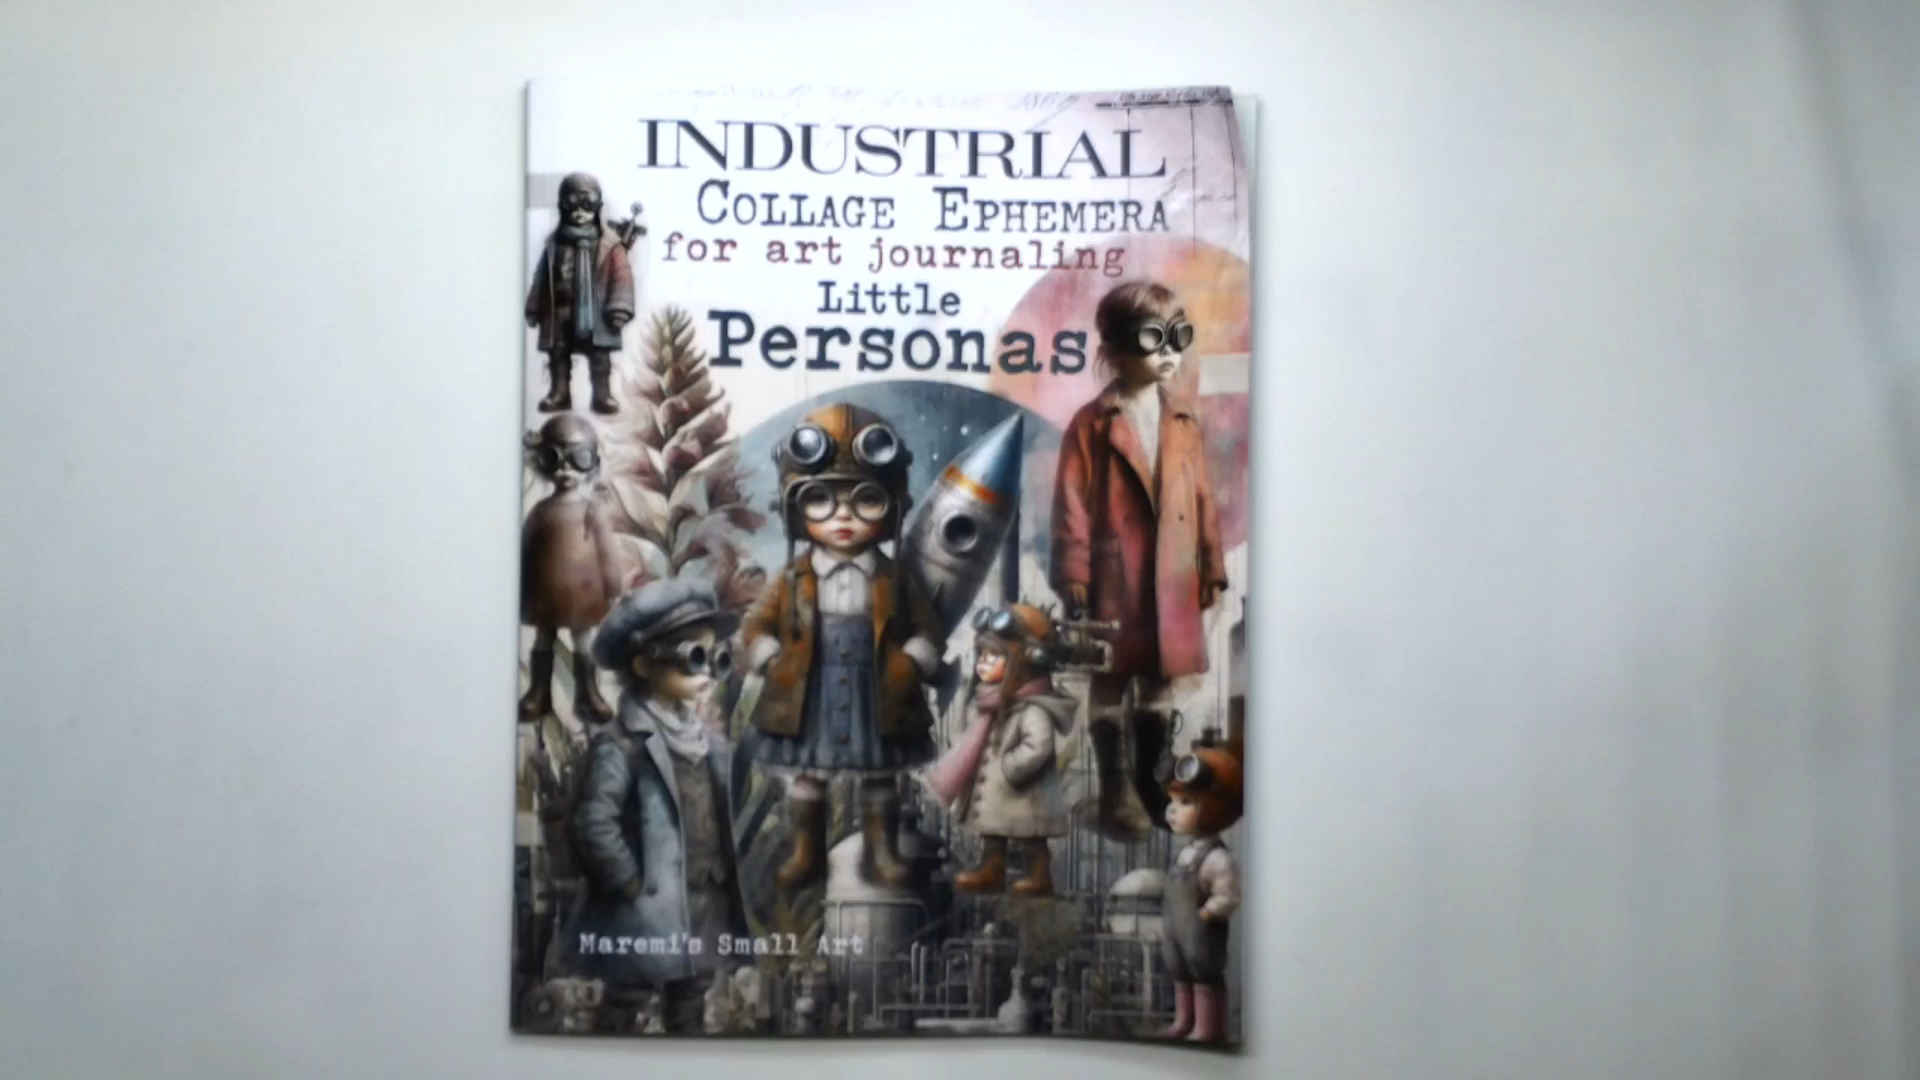 INDUSTRIAL
COLLAGE EPHEMERA
for art journaling
Little
Personas
Maremi's Small Art